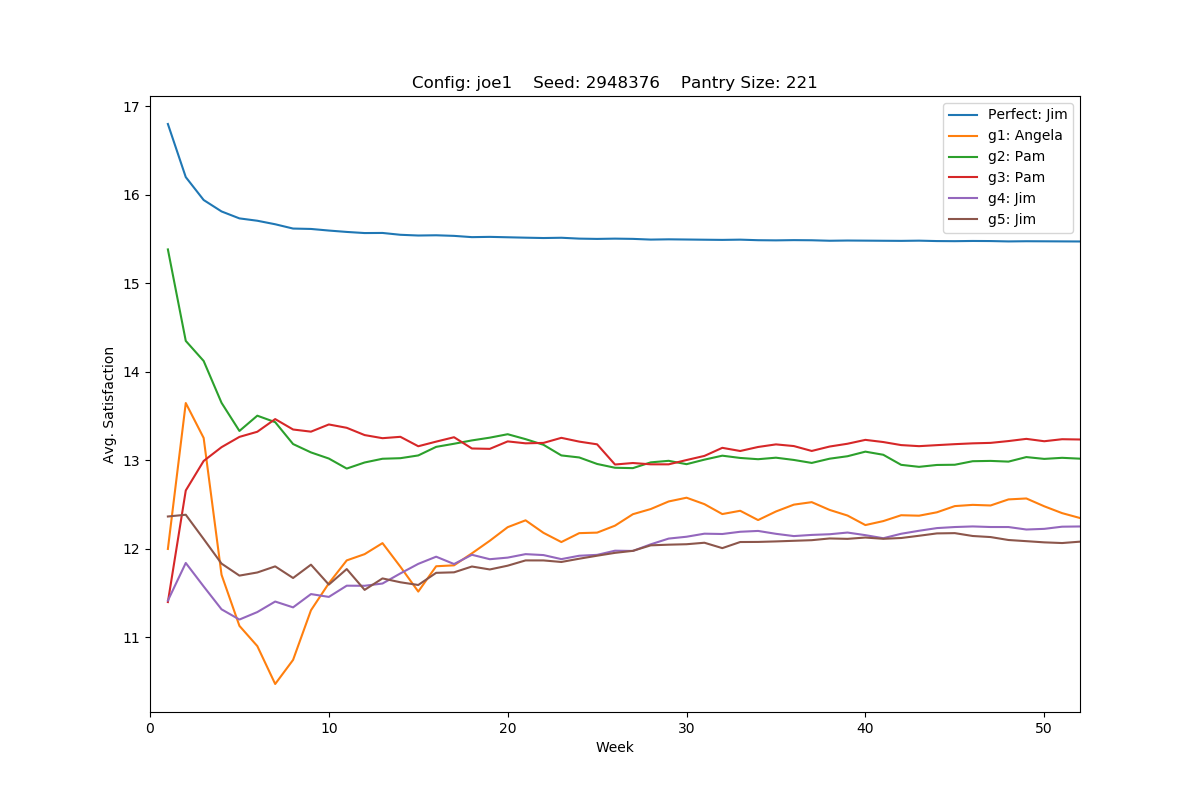 Config: joe1    Seed: 2948376    Pantry Size: 221
17
16
15
14
13
12
11
Avg. Satisfaction
Perfect: Jim
g1: Angela
g2: Pam
g3: Pam
g4: Jim
g5: Jim
0 10 20 30 40 50
Week